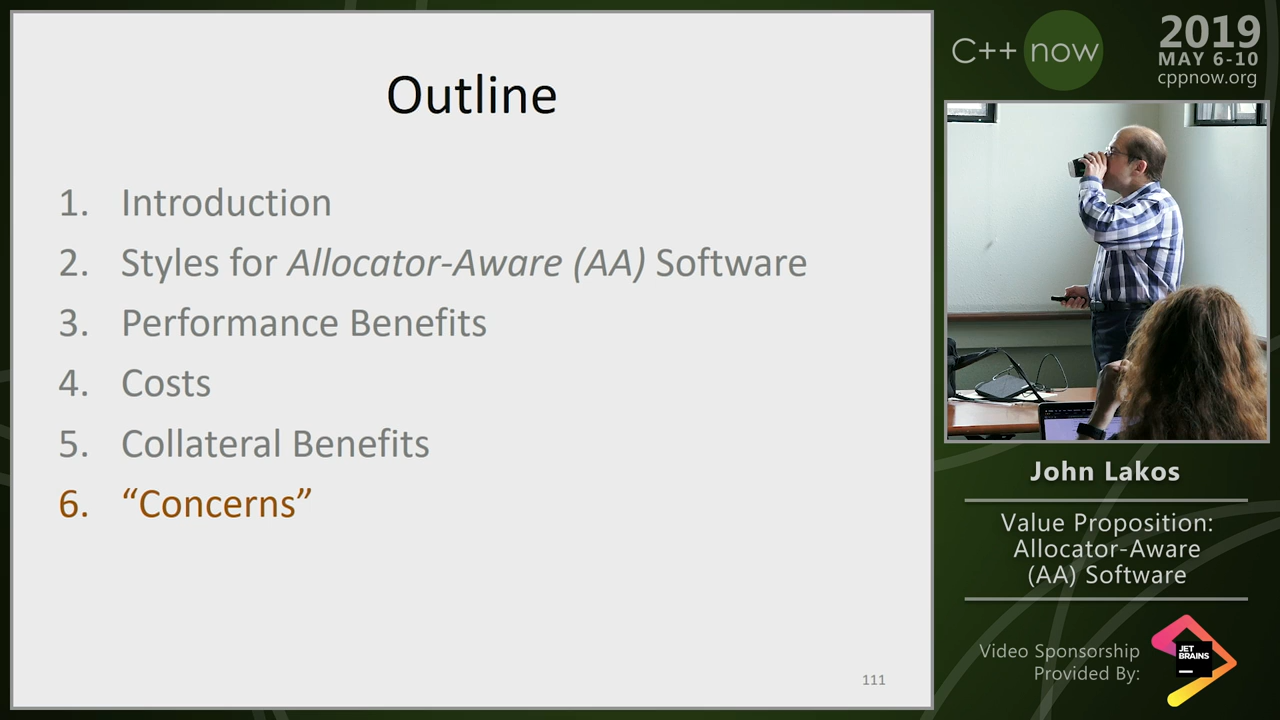 Outline
1. Introduction
2. Styles for Allocator-Aware (AA) Software
3. Performance Benefits
4. Costs
5. Collateral Benefits
6. “Concerns”
111
C++ now
2019
MAY 6-10
cppnow.org
John Lakos
Value Proposition:
Allocator-Aware
(AA) Software
Video Sponsorship
Provided By:
JET
BRAINS